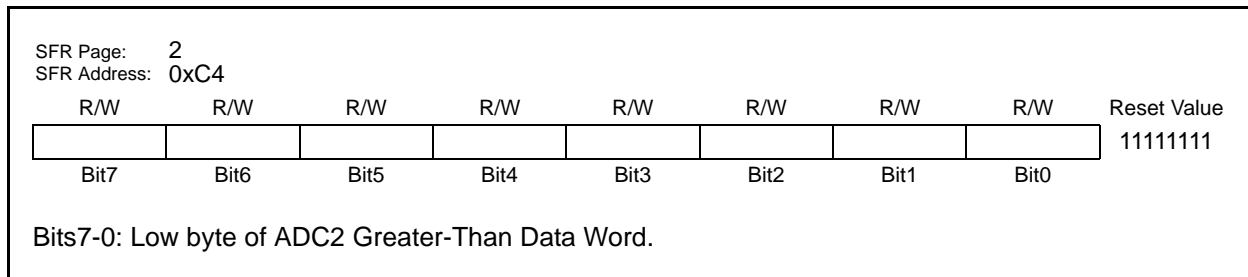 SFR Page: 2
SFR Address: 0xC4
R/W R/W R/W R/W R/W R/W R/W R/W Reset Value
11111111
Bit7 Bit6 Bit5 Bit4 Bit3 Bit2 Bit1 Bit0
Bits7-0: Low byte of ADC2 Greater-Than Data Word.